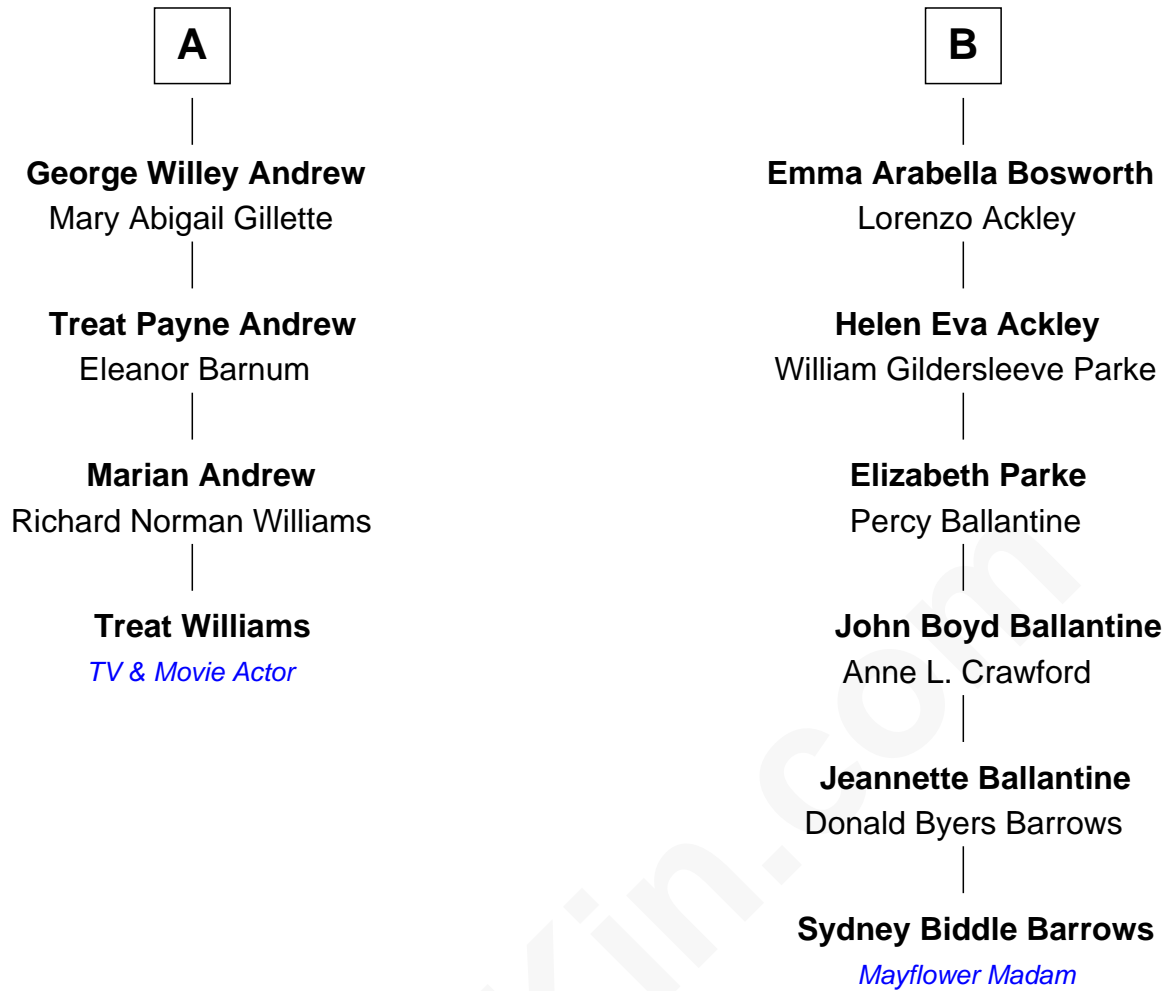 A
George Willey Andrew
Mary Abigail Gillette
Treat Payne Andrew
Eleanor Barnum
Marian Andrew
Richard Norman Williams
Treat Williams
TV & Movie Actor
B
Emma Arabella Bosworth
Lorenzo Ackley
Helen Eva Ackley
William Gildersleeve Parke
Elizabeth Parke
Percy Ballantine
John Boyd Ballantine
Anne L. Crawford
Jeannette Ballantine
Donald Byers Barrows
Sydney Biddle Barrows
Mayflower Madam